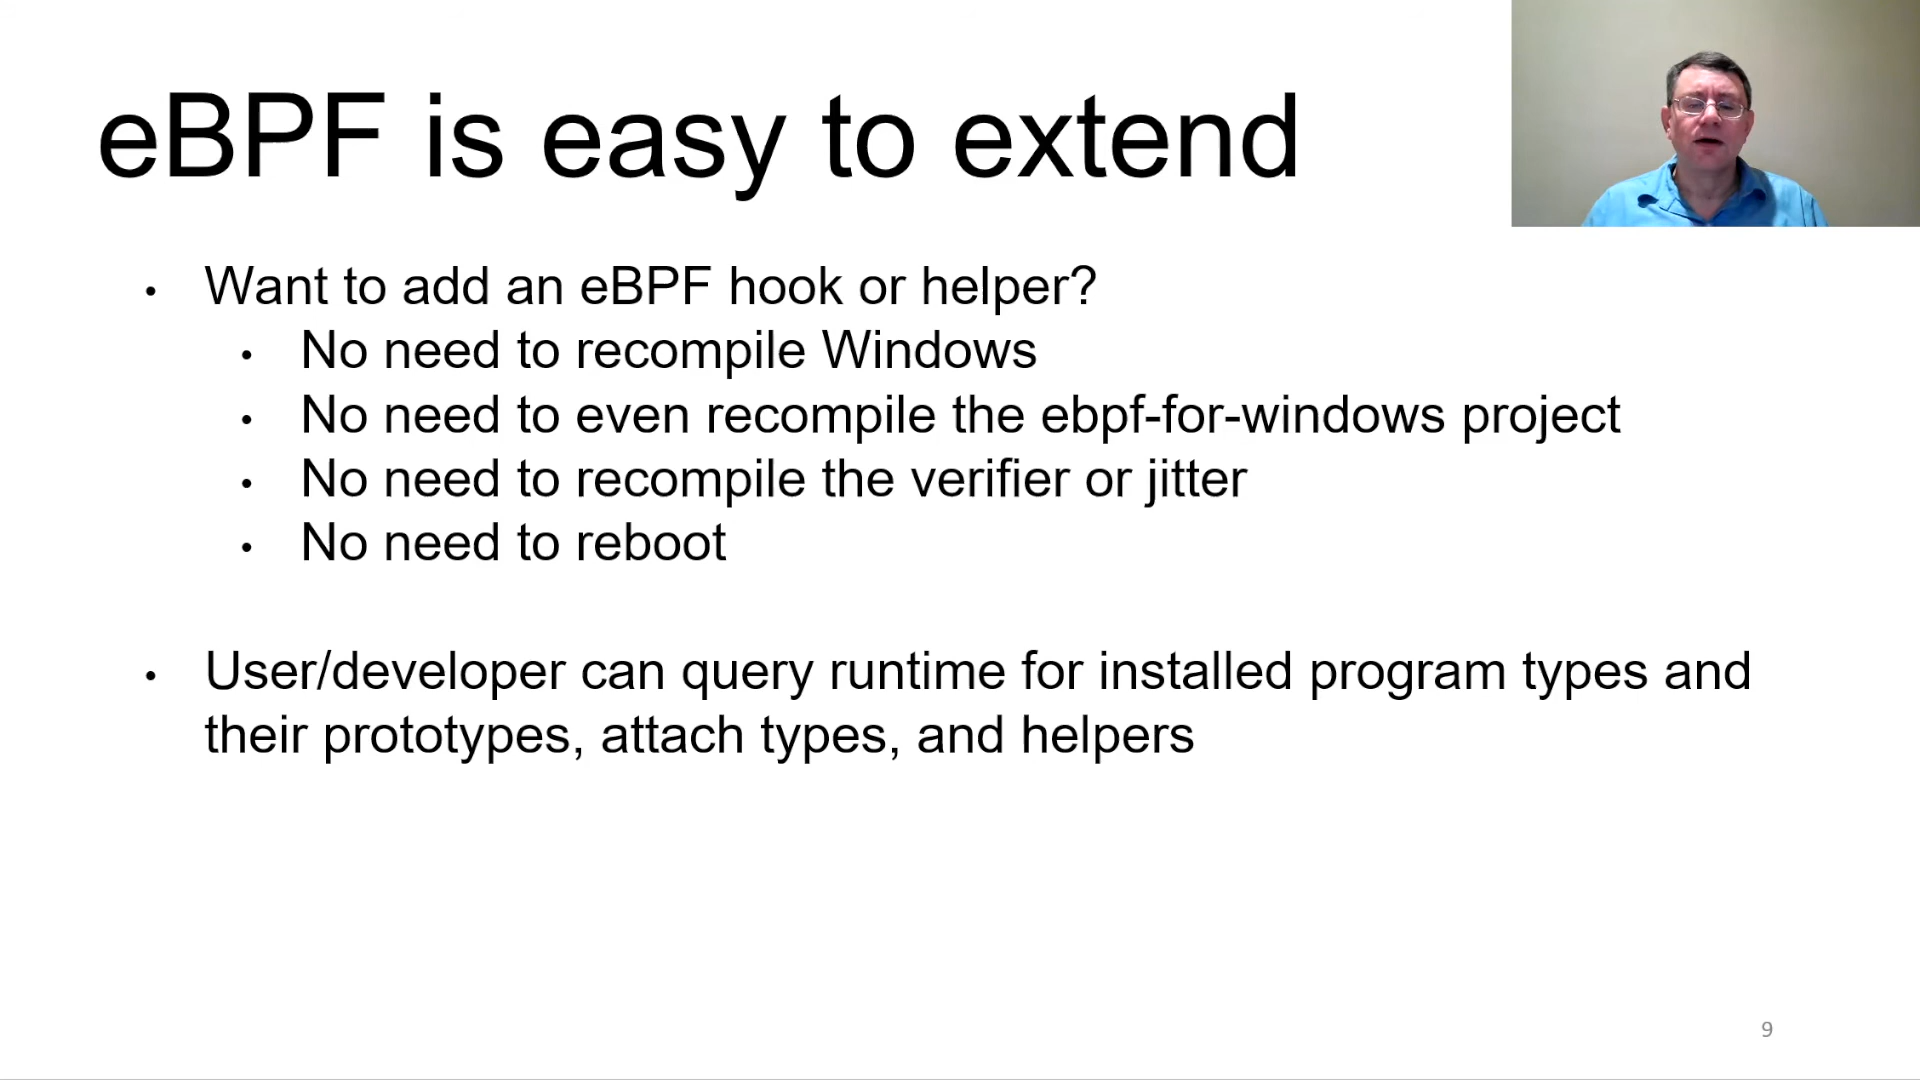 eBPF is easy to extend
• Want to add an eBPF hook or helper?
• No need to recompile Windows
• No need to even recompile the ebpf-for-windows project
• No need to recompile the verifier or jitter
• No need to reboot
• User/developer can query runtime for installed program types and
their prototypes, attach types, and helpers
9